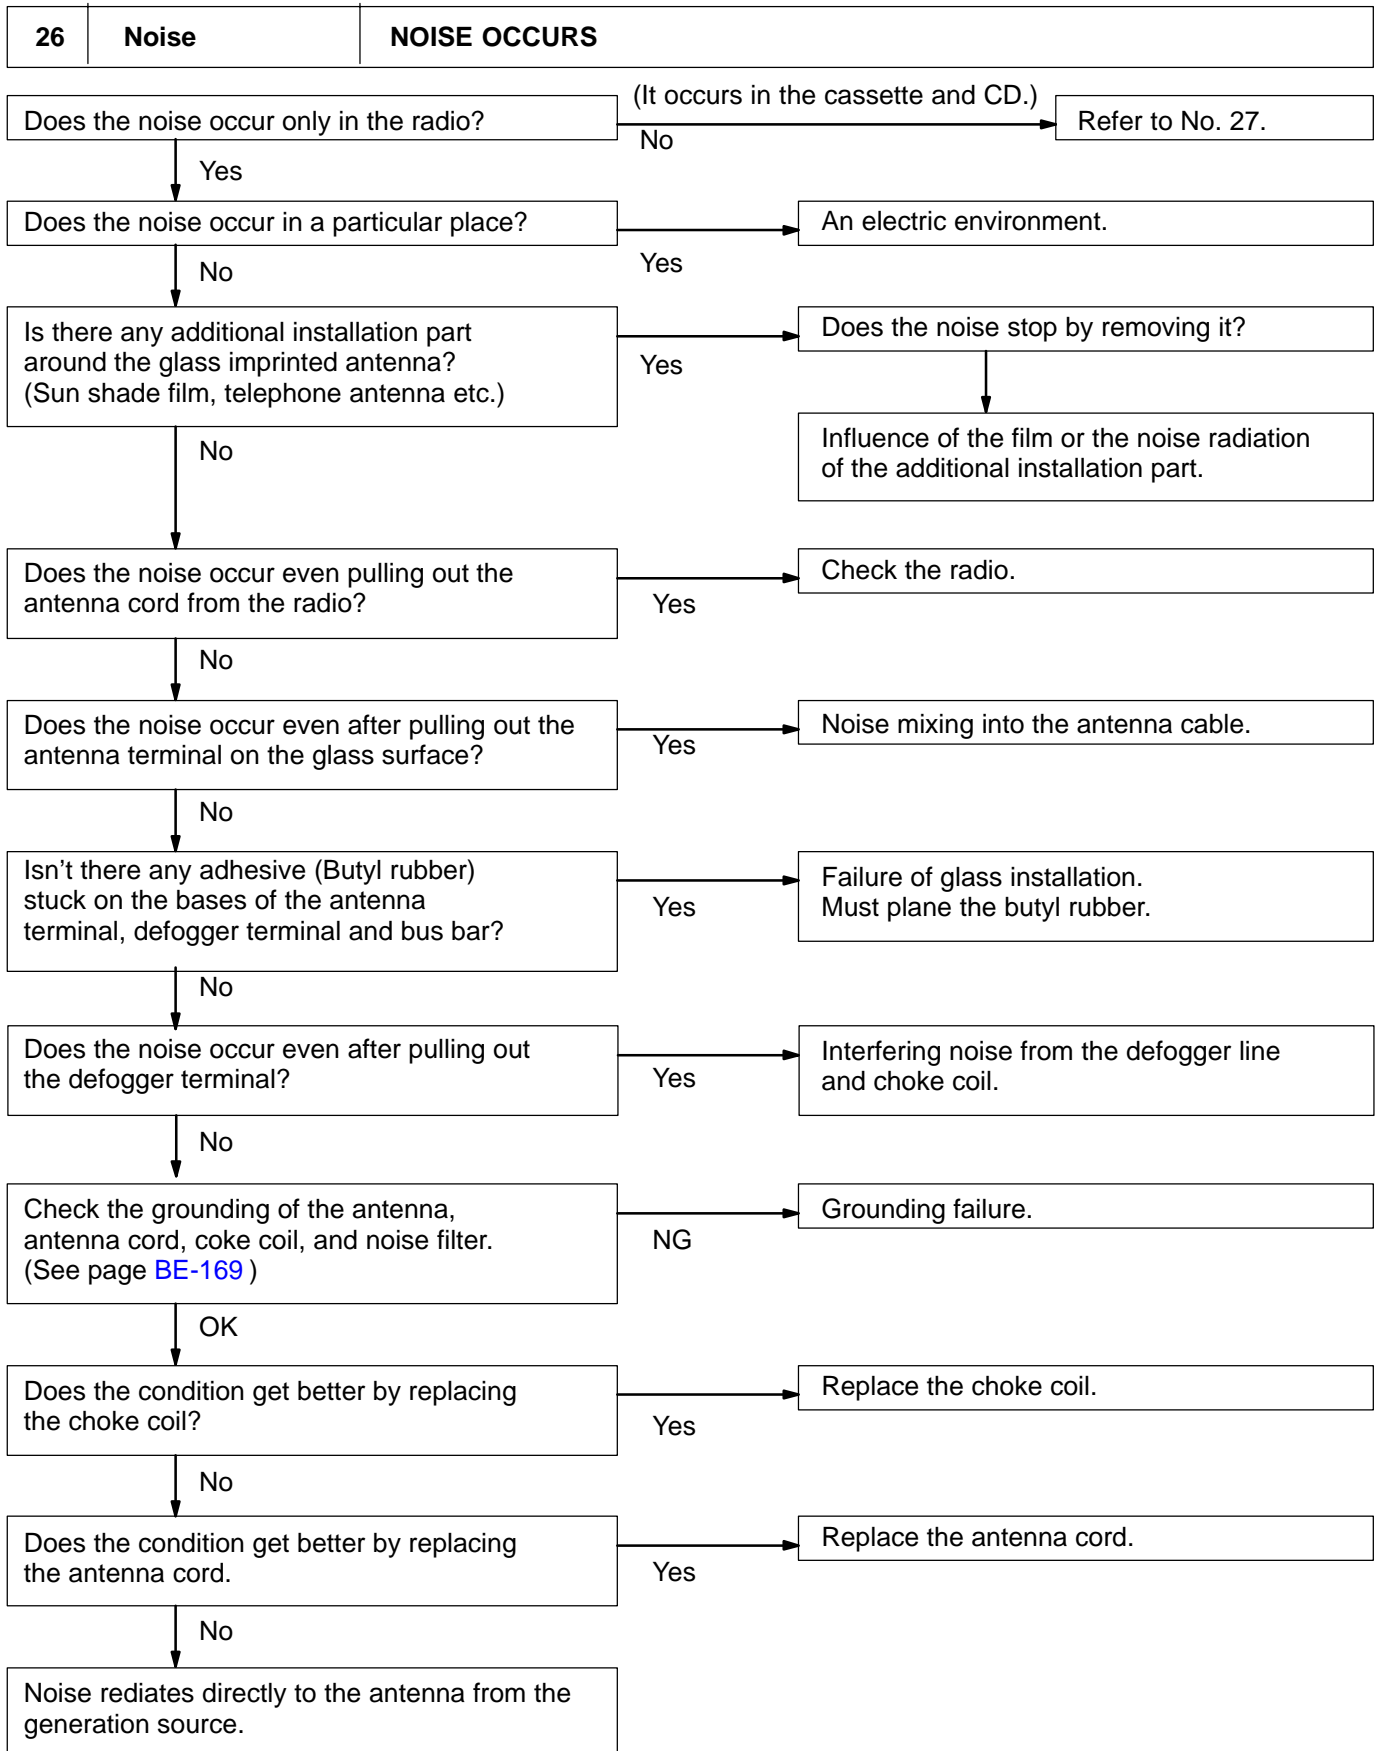 26 Noise NOISE OCCURS
(It occurs in the cassette and CD.)
Does the noise occur only in the radio?
No
Refer to No. 27.
Yes
Does the noise occur in a particular place?
Yes
An electric environment.
No
Is there any additional installation part
around the glass imprinted antenna?
(Sun shade film, telephone antenna etc.)
Yes
Does the noise stop by removing it?
Influence of the film or the noise radiation
of the additional installation part.
No
Does the noise occur even pulling out the
antenna cord from the radio?
Yes
Check the radio.
No
Does the noise occur even after pulling out the
antenna terminal on the glass surface?
Yes
Noise mixing into the antenna cable.
No
Isn't there any adhesive (Butyl rubber)
stuck on the bases of the antenna
terminal, defogger terminal and bus bar?
Yes
Failure of glass installation.
Must plane the butyl rubber.
No
Does the noise occur even after pulling out
the defogger terminal?
Yes
Interfering noise from the defogger line
and choke coil.
No
Check the grounding of the antenna,
antenna cord, coke coil, and noise filter.
(See page BE-169 )
NG
Grounding failure.
OK
Does the condition get better by replacing
the choke coil?
Yes
Replace the choke coil.
No
Does the condition get better by replacing
the antenna cord.
Yes
Replace the antenna cord.
No
Noise rediates directly to the antenna from the
generation source.